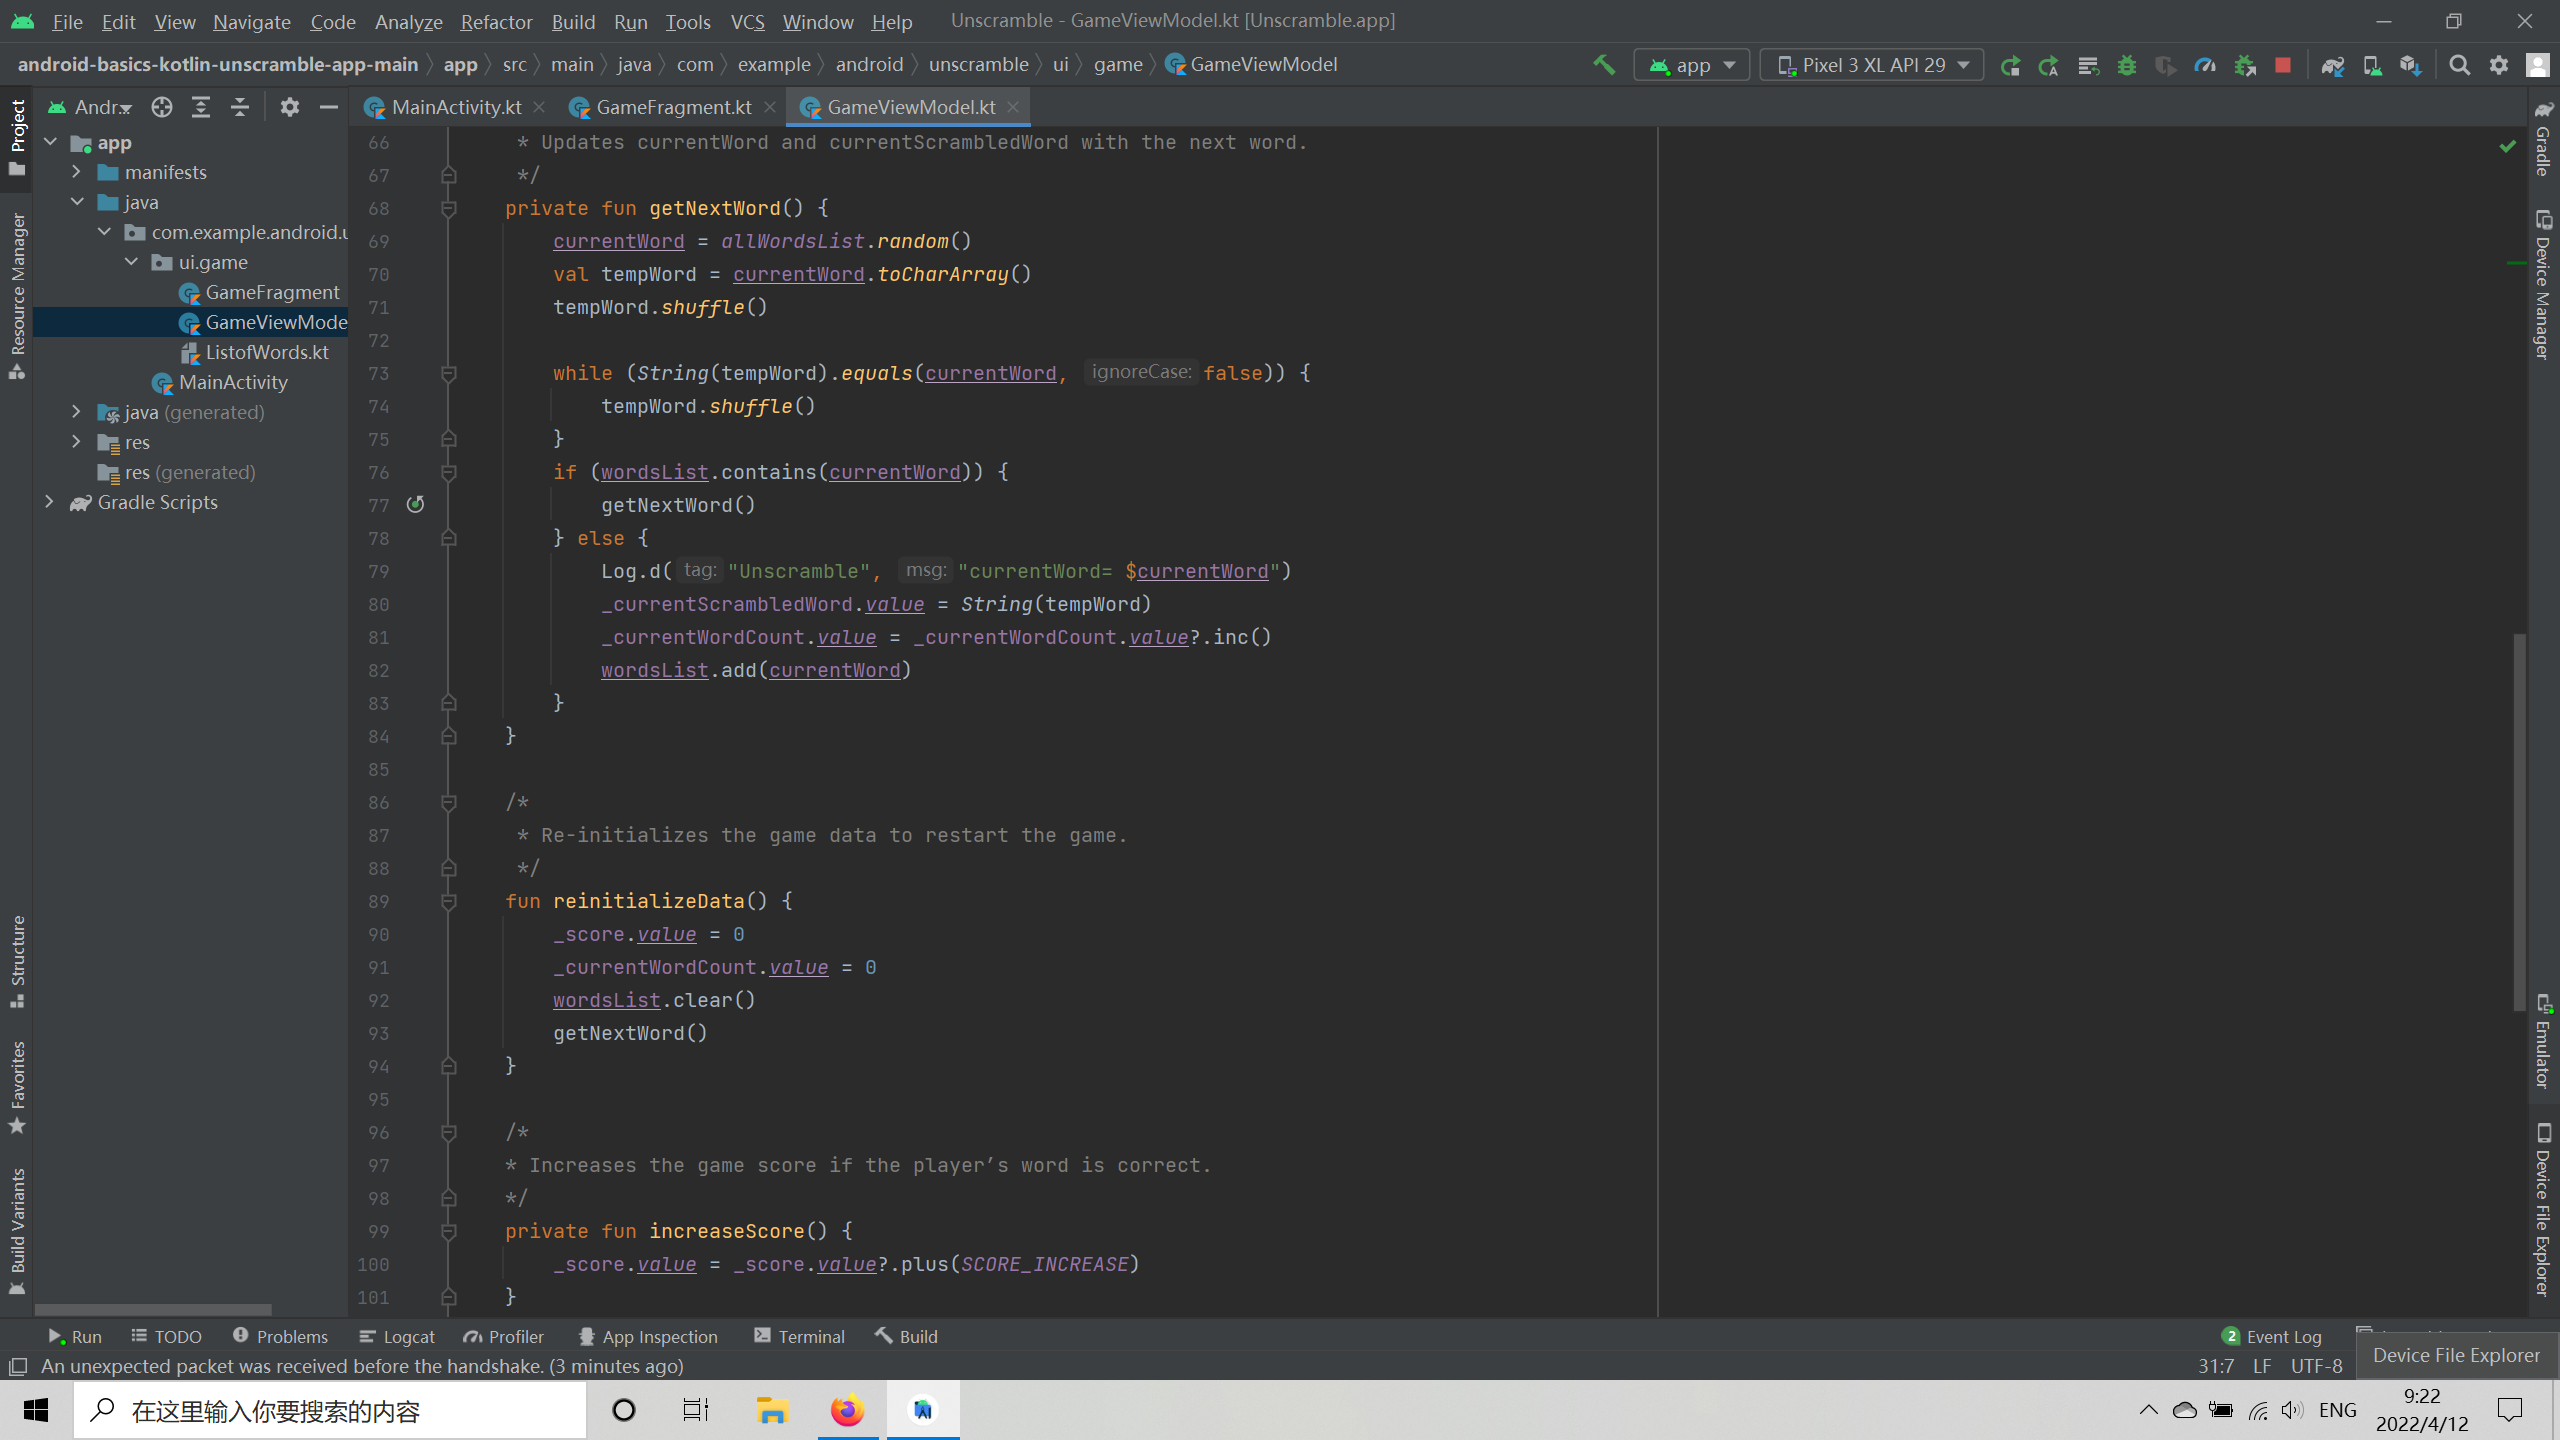 File Edit View Navigate Code Analyze Refactor Build Run Tools VCS Window Help Unscramble - GameViewModel.kt [Unscramble.app]
android-basics-kotlin-unscramble-app-main app src main java com example android unscramble ui game GameViewModel app Pixel 3 XL API 29
Project
Resource Manager
Structure
Favorites
Build Variants
Andr...
app
manifests
java
com.example.android.u
ui.game
GameFragment
GameViewMode
ListofWords.kt
MainActivity
java (generated)
res
res (generated)
Gradle Scripts
MainActivity.kt GameFragment.kt GameViewModel.kt
66 * Updates currentWord and currentScrambledWord with the next word.
67 */
68 private fun getNextWord() {
69 currentWord = allWordsList.random()
70 val tempWord = currentWord.toCharArray()
71 tempWord.shuffle()
72
73 while (String(tempWord).equals(currentWord, ignoreCase: false)) {
74 tempWord.shuffle()
75 }
76 if (wordsList.contains(currentWord)) {
77 getNextWord()
78 } else {
79 Log.d( tag: "Unscramble", msg: "currentWord= $currentWord")
80 _currentScrambledWord.value = String(tempWord)
81 _currentWordCount.value = _currentWordCount.value?.inc()
82 wordsList.add(currentWord)
83 }
84 }
85
86 /*
87 * Re-initializes the game data to restart the game.
88 */
89 fun reinitializeData() {
90 _score.value = 0
91 _currentWordCount.value = 0
92 wordsList.clear()
93 getNextWord()
94 }
95
96 /*
97 * Increases the game score if the player’s word is correct.
98 */
99 private fun increaseScore() {
100 _score.value = _score.value?.plus(SCORE_INCREASE)
101 }
Gradle
Device Manager
Emulator
Device File Explorer
Run TODO Problems Logcat Profiler App Inspection Terminal Build 2 Event Log
An unexpected packet was received before the handshake. (3 minutes ago) 31:7 LF UTF-8
Device File Explorer
在这里输入你要搜索的内容 ENG
9:22
2022/4/12